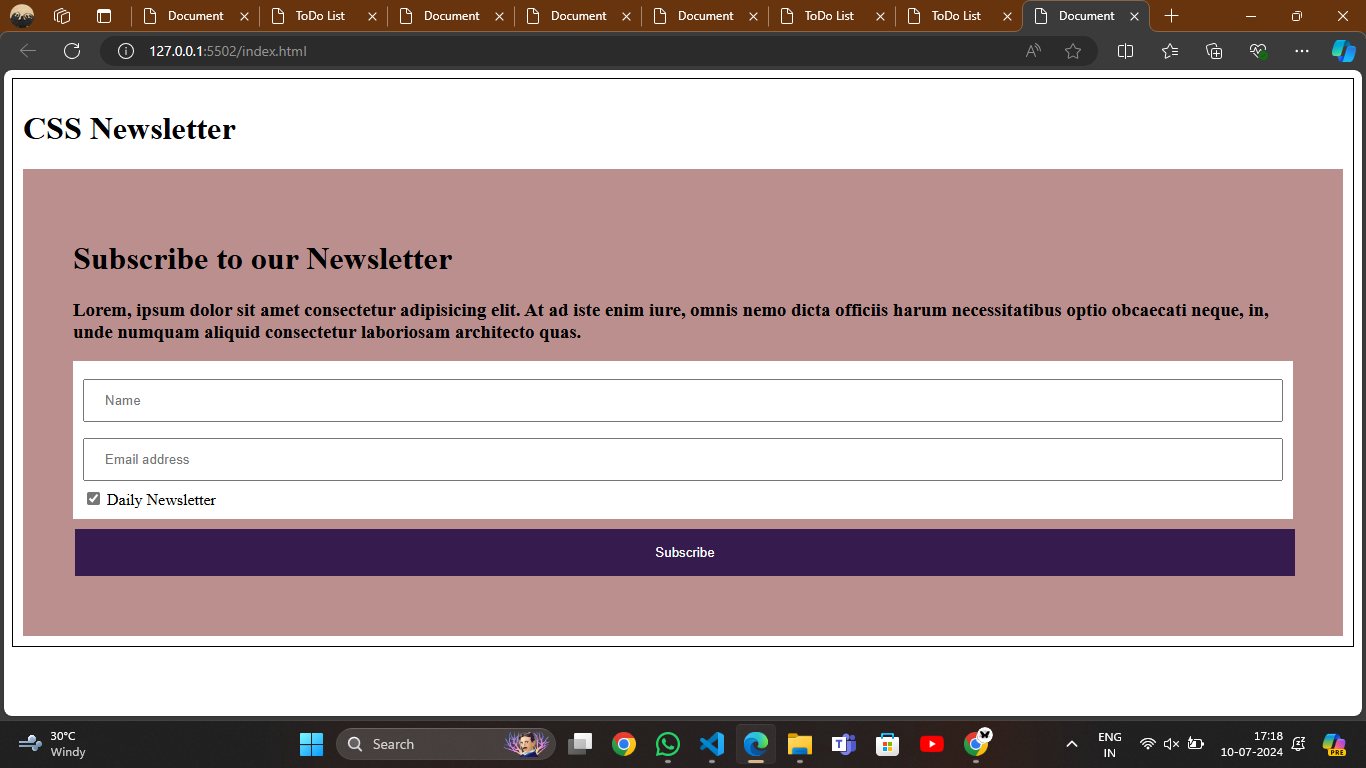 Document
ToDo List
Document
Document
Document
ToDo List
ToDo List
Document
127.0.0.1:5502/index.html
CSS Newsletter
Subscribe to our Newsletter
Lorem, ipsum dolor sit amet consectetur adipisicing elit. At ad iste enim iure, omnis nemo dicta officiis harum necessitatibus optio obcaecati neque, in,
unde numquam aliquid consectetur laboriosam architecto quas.
Name
Email address
Daily Newsletter
Subscribe
30°C
Windy
Search
ENG
IN
17:18
10-07-2024
PRE